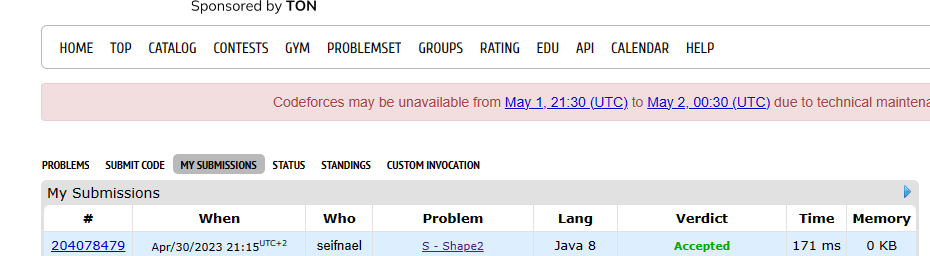 Sponsored by TON
HOME TOP CATALOG CONTESTS GYM PROBLEMSET GROUPS RATING EDU API CALENDAR HELP
Codeforces may be unavailable from May 1, 21:30 (UTC) to May 2, 00:30 (UTC) due to technical maintena
PROBLEMS SUBMIT CODE MY SUBMISSIONS STATUS STANDINGS CUSTOM INVOCATION
My Submissions
# When Who Problem Lang Verdict Time Memory
204078479 Apr/30/2023 21:15UTC+2 seifnael S - Shape2 Java 8 Accepted 171 ms 0 KB